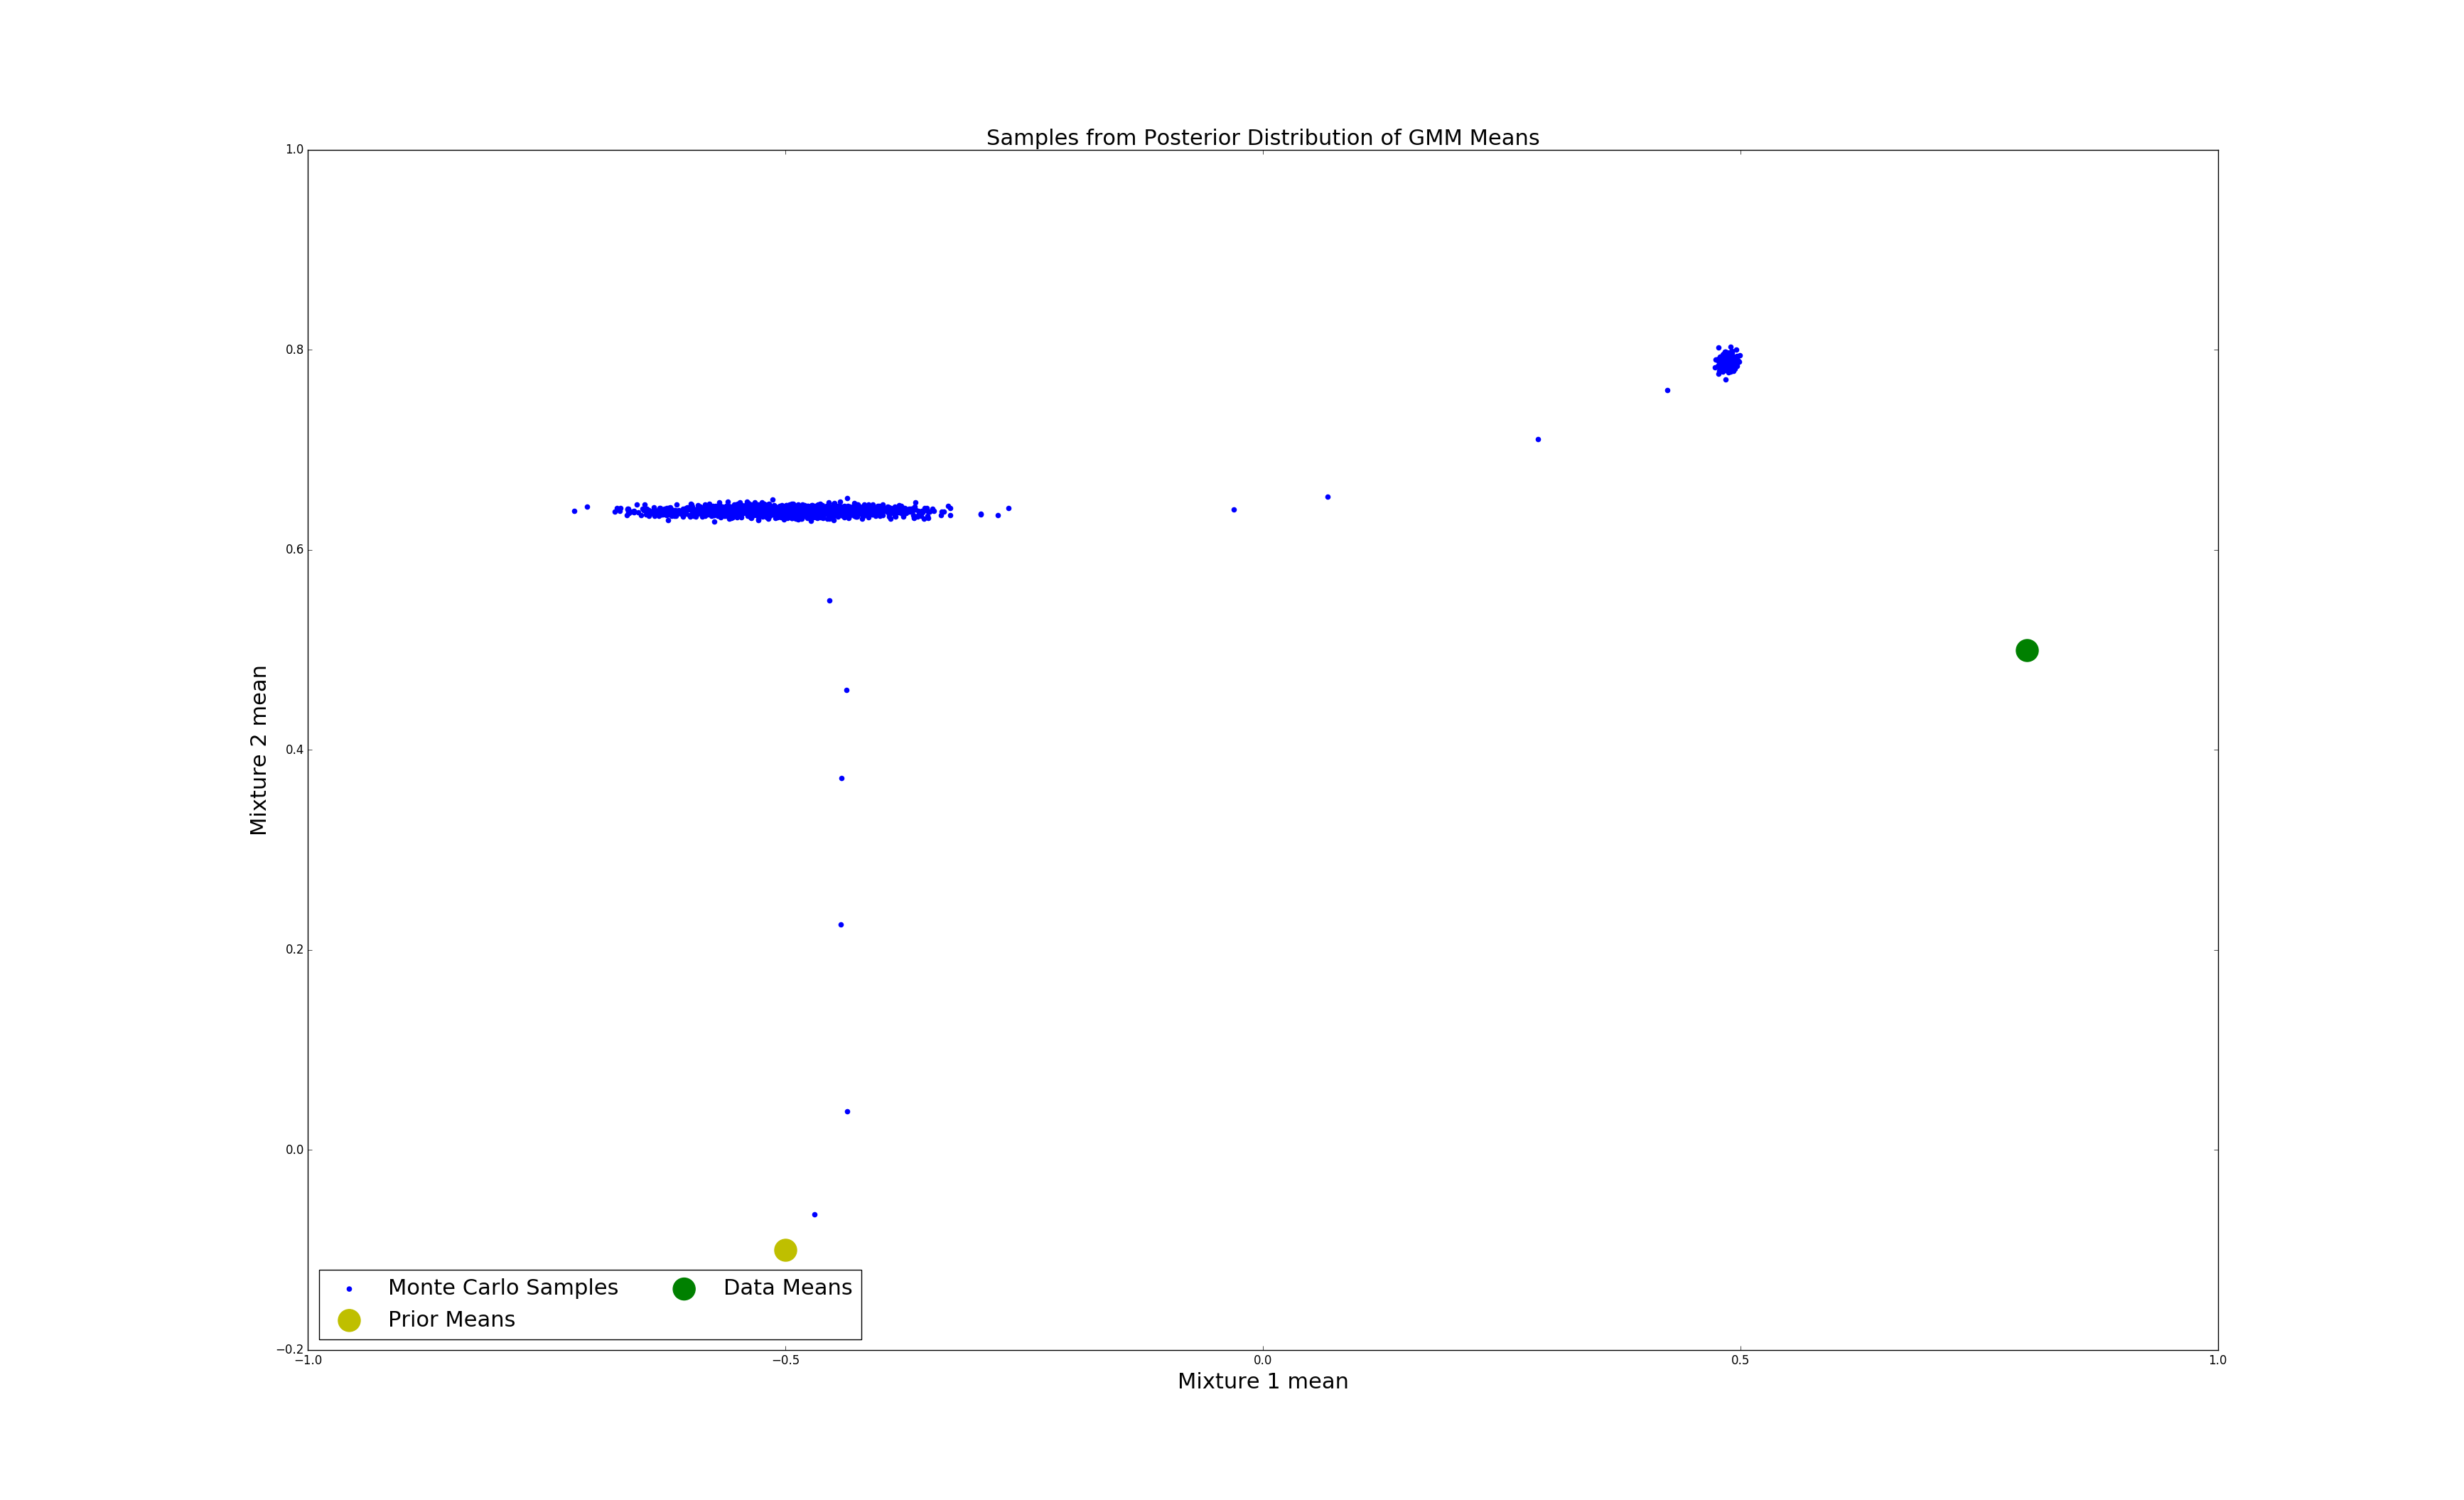 Samples from Posterior Distribution of GMM Means
1.0
0.8
0.6
0.4
0.2
0.0
−0.2
Mixture 2 mean
Monte Carlo Samples
Prior Means
Data Means
−1.0 −0.5 0.0 0.5 1.0
Mixture 1 mean